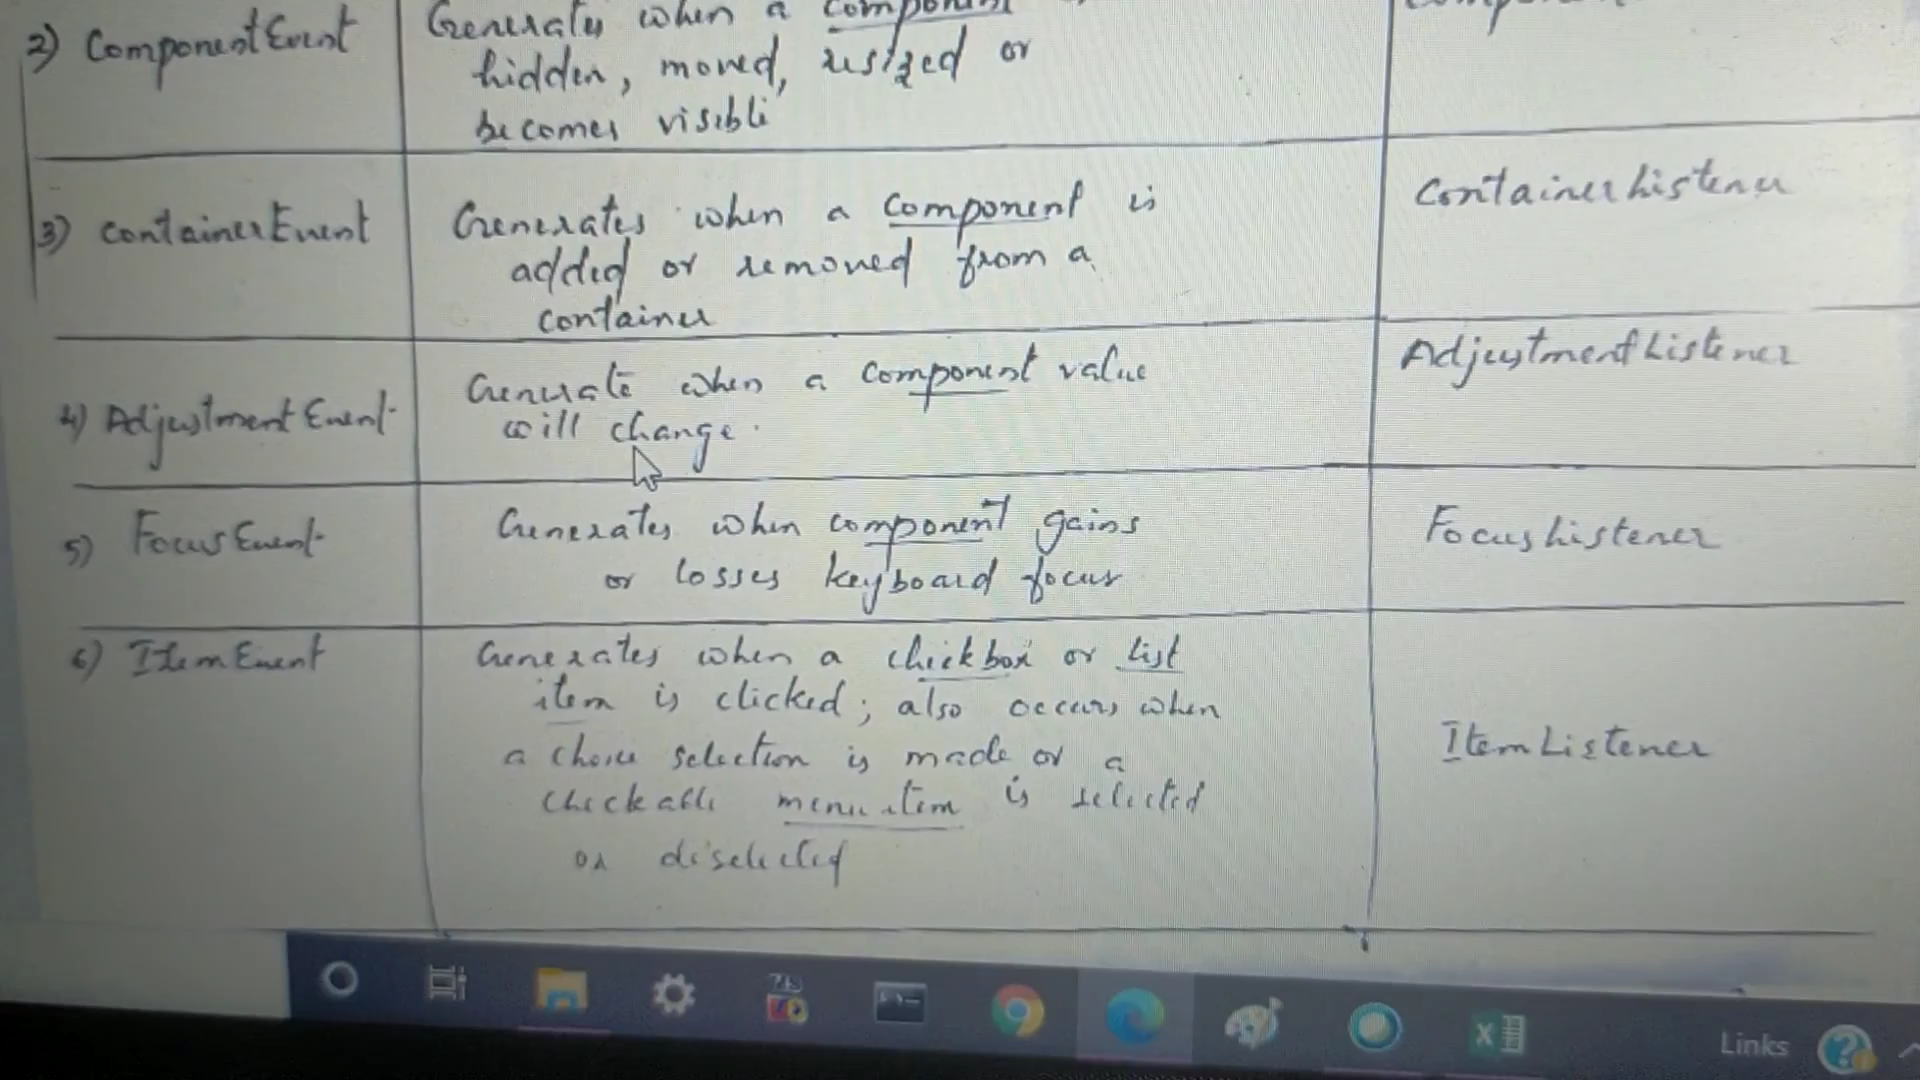 2) ComponentEvent
Generates when a component
hidden, moved, resized or
becomes visible
3) ContainerEvent
Generates when a component is
added or removed from a
container
ContainerListener
4) AdjustmentEvent
Generate when a component value
will change.
AdjustmentListener
5) FocusEvent
Generates when component gains
or losses keyboard focus
FocusListener
6) ItemEvent
Generates when a checkbox or list
item is clicked; also occurs when
a choice selection is made or a
checkable menu item is selected
or diselected
ItemListener
Links